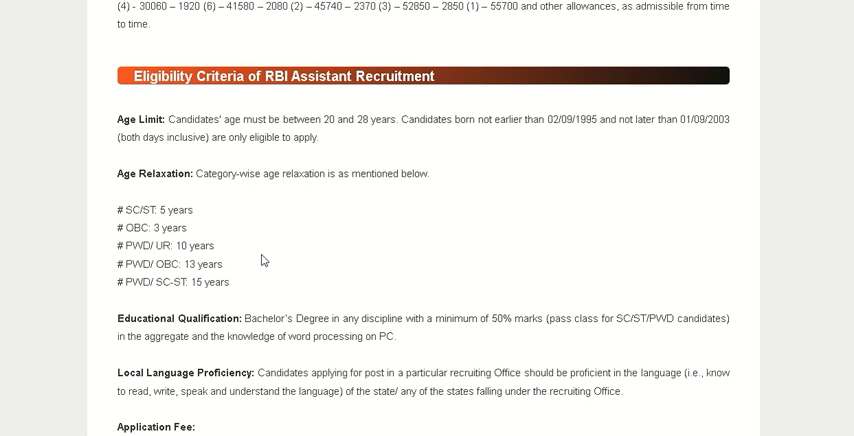 (4) - 30060 – 1920 (6) – 41580 – 2080 (2) – 45740 – 2370 (3) – 52850 – 2850 (1) – 55700 and other allowances, as admissible from time
to time.
Eligibility Criteria of RBI Assistant Recruitment
Age Limit: Candidates' age must be between 20 and 28 years. Candidates born not earlier than 02/09/1995 and not later than 01/09/2003
(both days inclusive) are only eligible to apply.
Age Relaxation: Category-wise age relaxation is as mentioned below.
# SC/ST: 5 years
# OBC: 3 years
# PWD/ UR: 10 years
# PWD/ OBC: 13 years
# PWD/ SC-ST: 15 years
Educational Qualification: Bachelor's Degree in any discipline with a minimum of 50% marks (pass class for SC/ST/PWD candidates)
in the aggregate and the knowledge of word processing on PC.
Local Language Proficiency: Candidates applying for post in a particular recruiting Office should be proficient in the language (i.e., know
to read, write, speak and understand the language) of the state/ any of the states falling under the recruiting Office.
Application Fee: